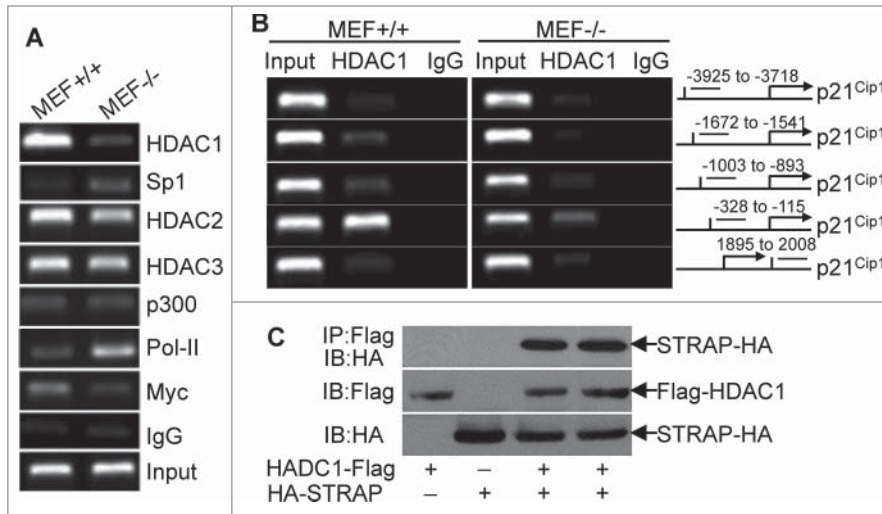 A
MEF+/+ MEF-/-
HDAC1
Sp1
HDAC2
HDAC3
p300
Pol-II
Myc
IgG
Input
B
MEF+/+ MEF-/-
Input HDAC1 IgG Input HDAC1 IgG
-3925 to -3718
p21Cip1
-1672 to -1541
p21Cip1
-1003 to -893
p21Cip1
-328 to -115
p21Cip1
1895 to 2008
p21Cip1
C
IP:Flag
IB:HA
STRAP-HA
IB:Flag
Flag-HDAC1
IB:HA
STRAP-HA
HADC1-Flag + – + +
HA-STRAP – + + +